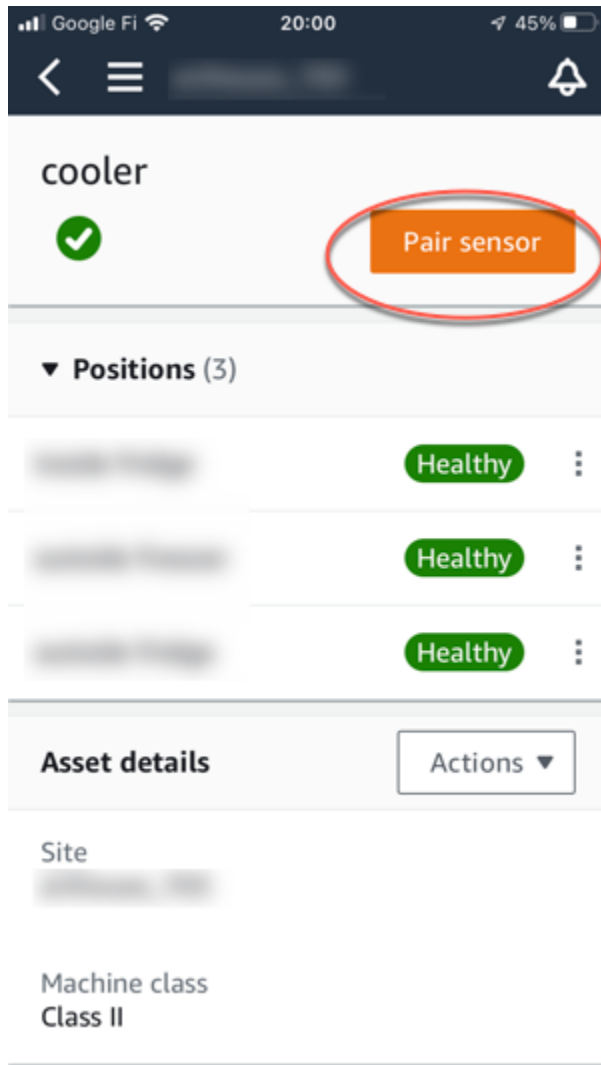 Google Fi 20:00 45%
cooler
Pair sensor
Positions (3)
Healthy
Healthy
Healthy
Asset details Actions
Site
Machine class
Class II